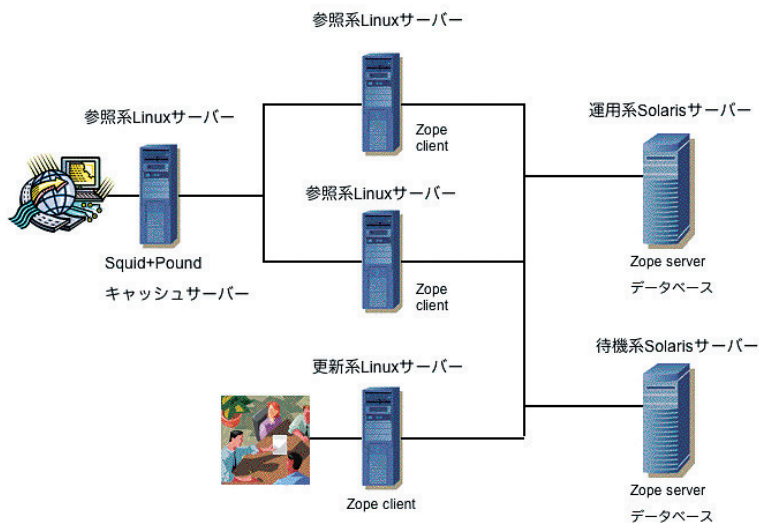 参照系Linuxサーバー
Zope
client
参照系Linuxサーバー
Squid+Pound
キャッシュサーバー
参照系Linuxサーバー
Zope
client
運用系Solarisサーバー
Zope server
データベース
更新系Linuxサーバー
Zope client
待機系Solarisサーバー
Zope server
データベース